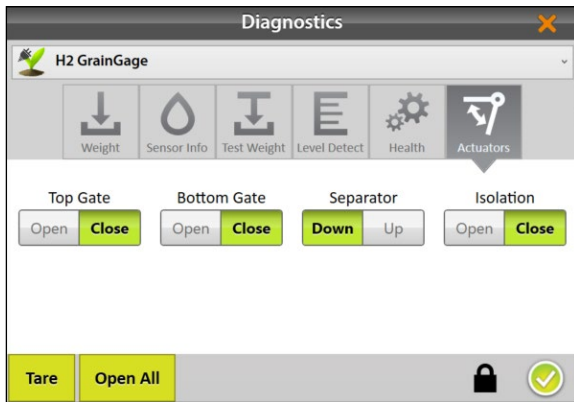 Diagnostics
H2 GrainGage
Weight Sensor Info Test Weight Level Detect Health Actuators
Top Gate Bottom Gate Separator Isolation
Open Close Open Close Down Up Open Close
Tare Open All